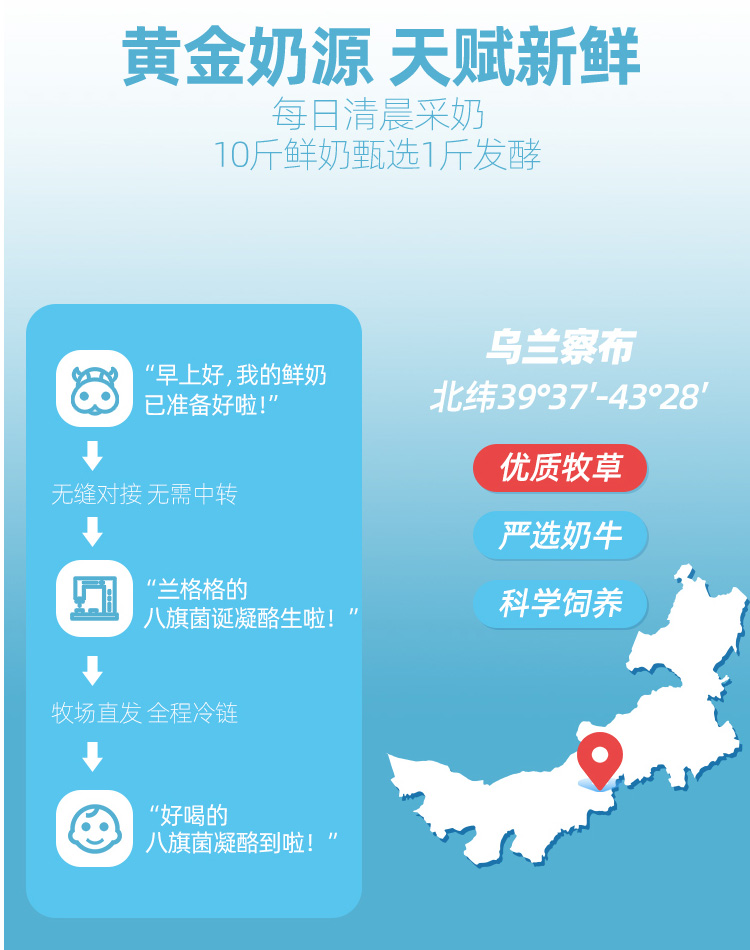 黄金奶源 天赋新鲜
每日清晨采奶
10斤鲜奶甄选1斤发酵
“早上好,我的鲜奶
已准备好啦!”
无缝对接 无需中转
“兰格格的
八旗菌诞凝酪生啦！”
牧场直发 全程冷链
“好喝的
八旗菌凝酪到啦！”
乌兰察布
北纬39°37′-43°28′
优质牧草
严选奶牛
科学饲养